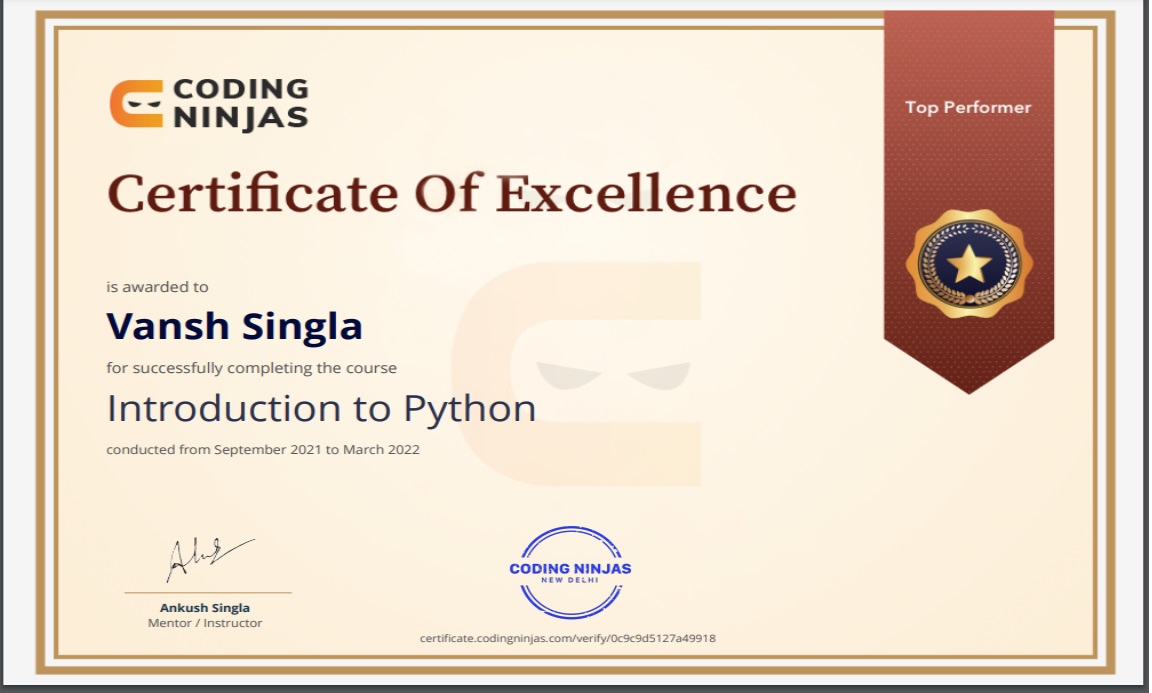 CODING
NINJAS
Top Performer
Certificate Of Excellence
is awarded to
Vansh Singla
for successfully completing the course
Introduction to Python
conducted from September 2021 to March 2022
CODING NINJAS
NEW DELHI
Ankush Singla
Mentor / Instructor
certificate.codingninjas.com/verify/0c9c9d5127a49918